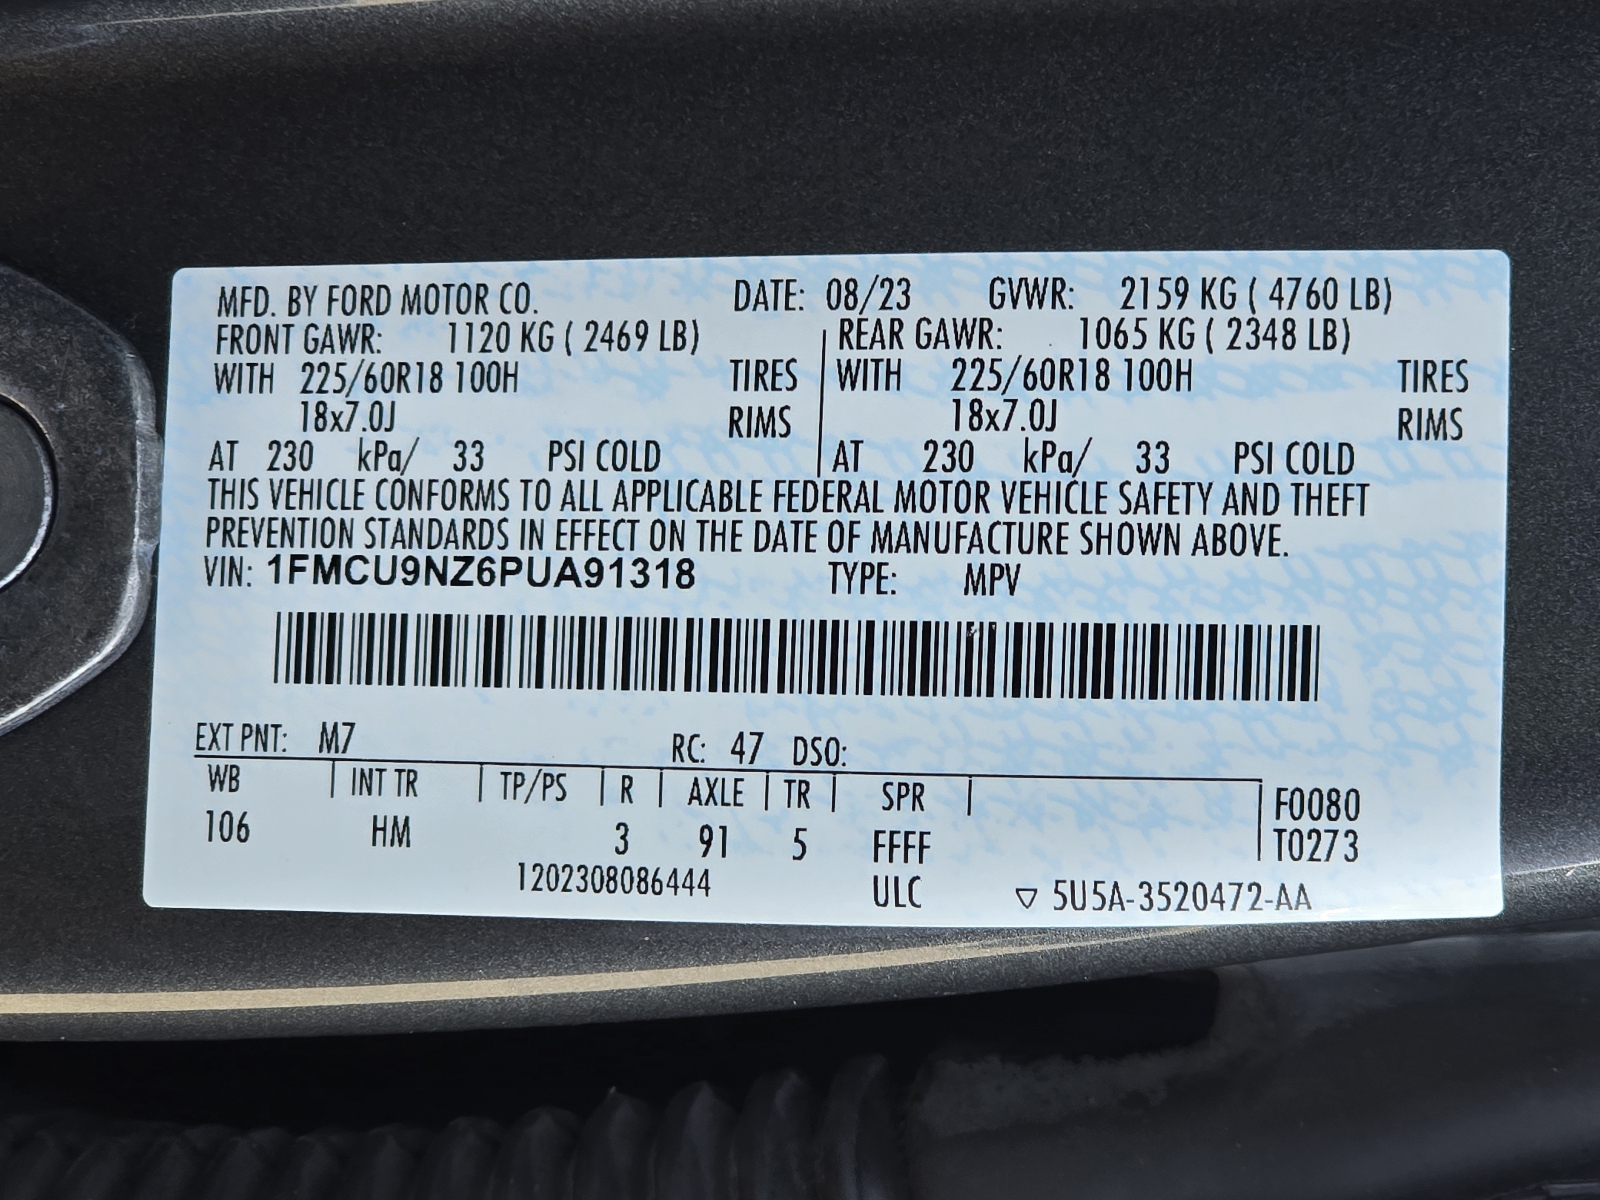 MFD. BY FORD MOTOR CO. DATE: 08/23 GVWR: 2159 KG ( 4760 LB)
FRONT GAWR: 1120 KG ( 2469 LB) REAR GAWR: 1065 KG ( 2348 LB)
WITH 225/60R18 100H TIRES WITH 225/60R18 100H TIRES
18x7.0J RIMS 18x7.0J RIMS
AT 230 kPa/ 33 PSI COLD AT 230 kPa/ 33 PSI COLD
THIS VEHICLE CONFORMS TO ALL APPLICABLE FEDERAL MOTOR VEHICLE SAFETY AND THEFT
PREVENTION STANDARDS IN EFFECT ON THE DATE OF MANUFACTURE SHOWN ABOVE.
VIN: 1FMCU9NZ6PUA91318 TYPE: MPV
EXT PNT: M7 RC: 47 DSO:
WB INT TR TP/PS R AXLE TR SPR F0080
106 HM 3 91 5 FFFF T0273
1202308086444 ULC ▽ 5U5A-3520472-AA